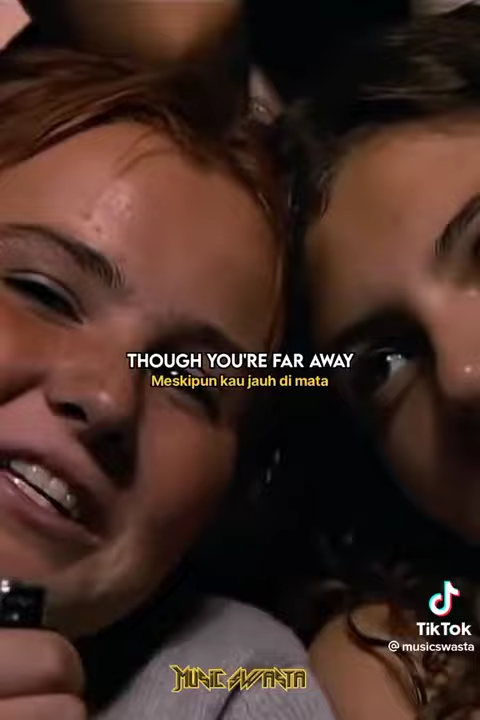 THOUGH YOU'RE FAR AWAY
Meskipun kau jauh di mata
TikTok
@musicswasta
MUSIC SWASTA